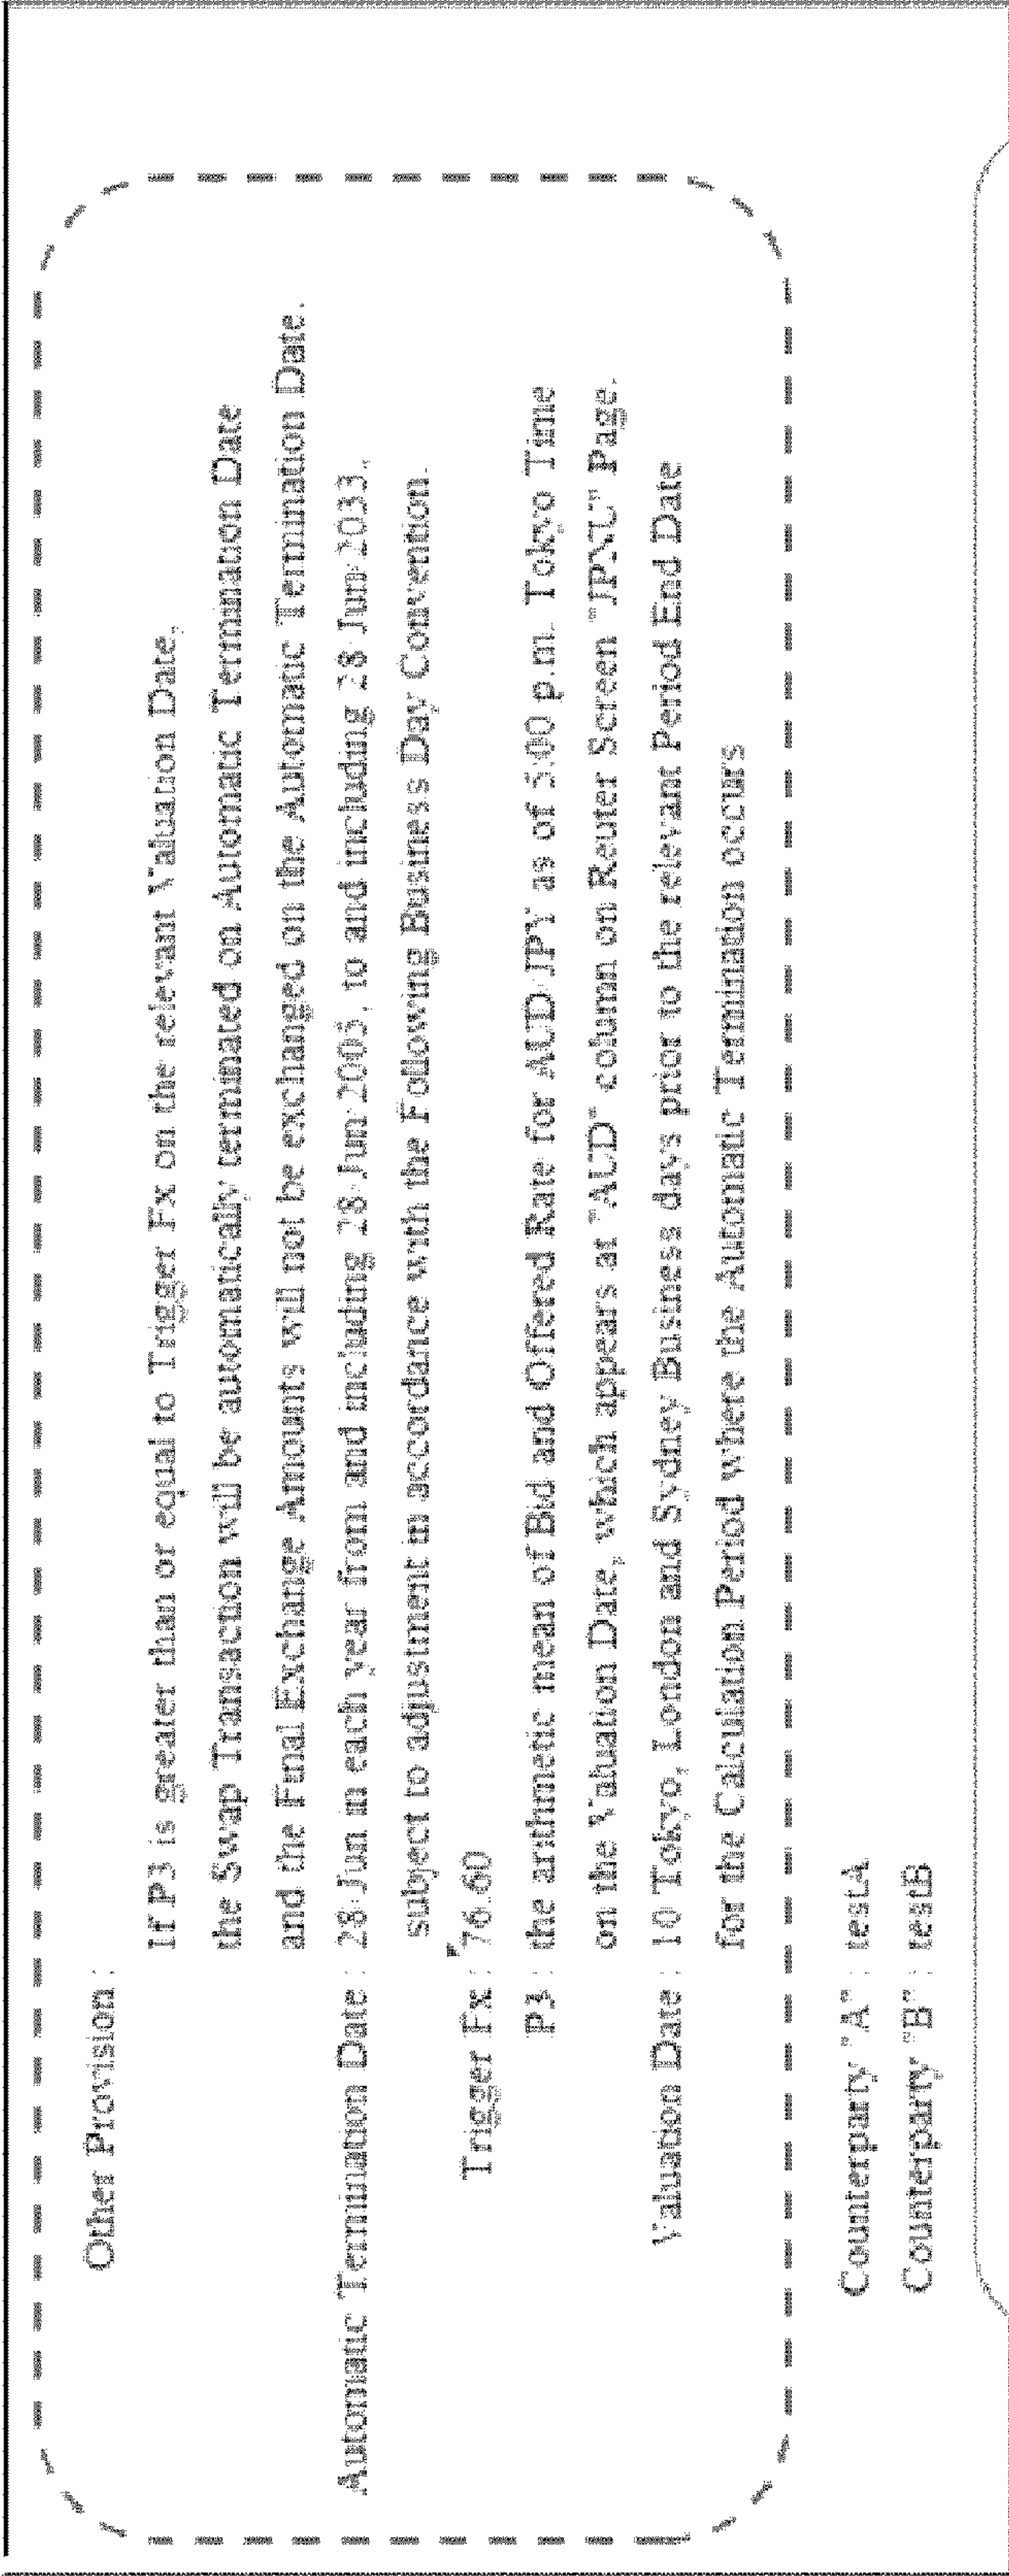 Other Provision :
If P3 is greater than or equal to Trigger Fx on the relevant Valuation Date,
the Swap Transaction will be automatically terminated on Automatic Termination Date
and the Final Exchange Amounts will not be exchanged on the Automatic Termination Date.
Automatic Termination Date : 28-Jun in each year from and including 28-Jun-2003, to and including 28-Jun-2033,
subject to adjustment in accordance with the Following Business Day Convention.
Trigger Fx : 76.60
P3 : the arithmetic mean of Bid and Offered Rate for AUD/JPY as of 3:00 p.m. Tokyo Time
on the Valuation Date, which appears at "AUD" column on Reuter Screen "JPNU" Page.
Valuation Date : 10 Tokyo, London and Sydney Business days prior to the relevant Period End Date
for the Calculation Period where the Automatic Termination occurs
Counterparty "A" : testA
Counterparty "B" : testB